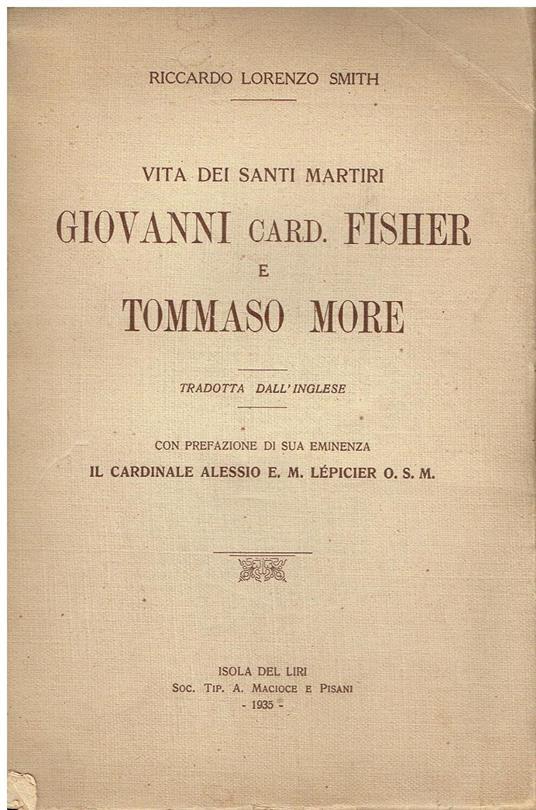 RICCARDO LORENZO SMITH
VITA DEI SANTI MARTIRI
GIOVANNI CARD. FISHER
E
TOMMASO MORE
TRADOTTA DALL'INGLESE
CON PREFAZIONE DI SUA EMINENZA
IL CARDINALE ALESSIO E. M. LÉPICIER O. S. M.
ISOLA DEL LIRI
SOC. TIP. A. MACIOCE E PISANI
- 1935 -